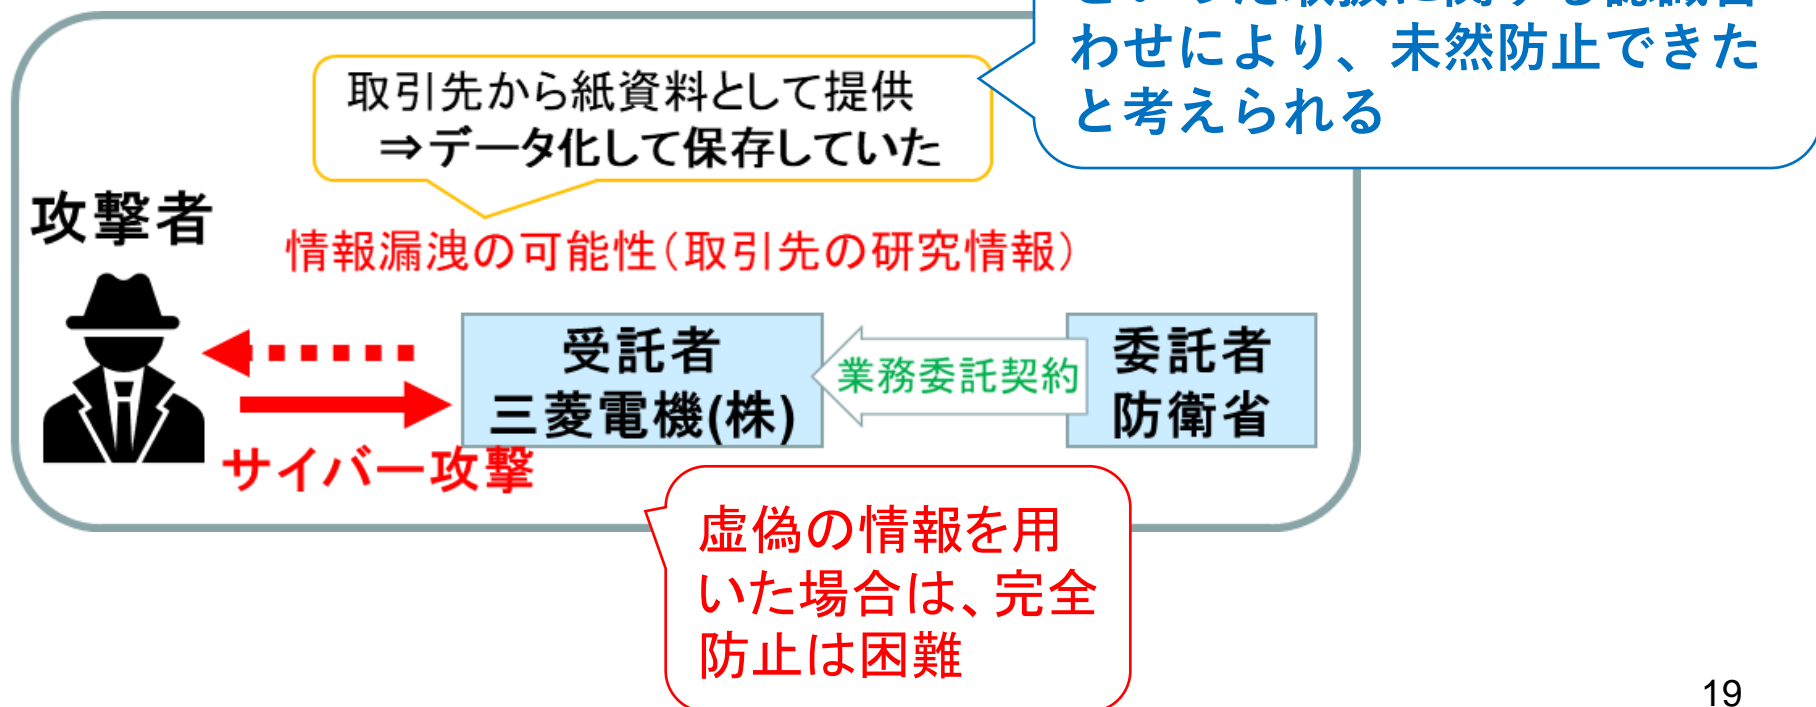 わせにより、未然防止できた
と考えられる
取引先から紙資料として提供
⇒データ化して保存していた
攻撃者
情報漏洩の可能性（取引先の研究情報）
受託者
三菱電機(株)
業務委託契約
委託者
防衛省
サイバー攻撃
虚偽の情報を用
いた場合は、完全
防止は困難
19